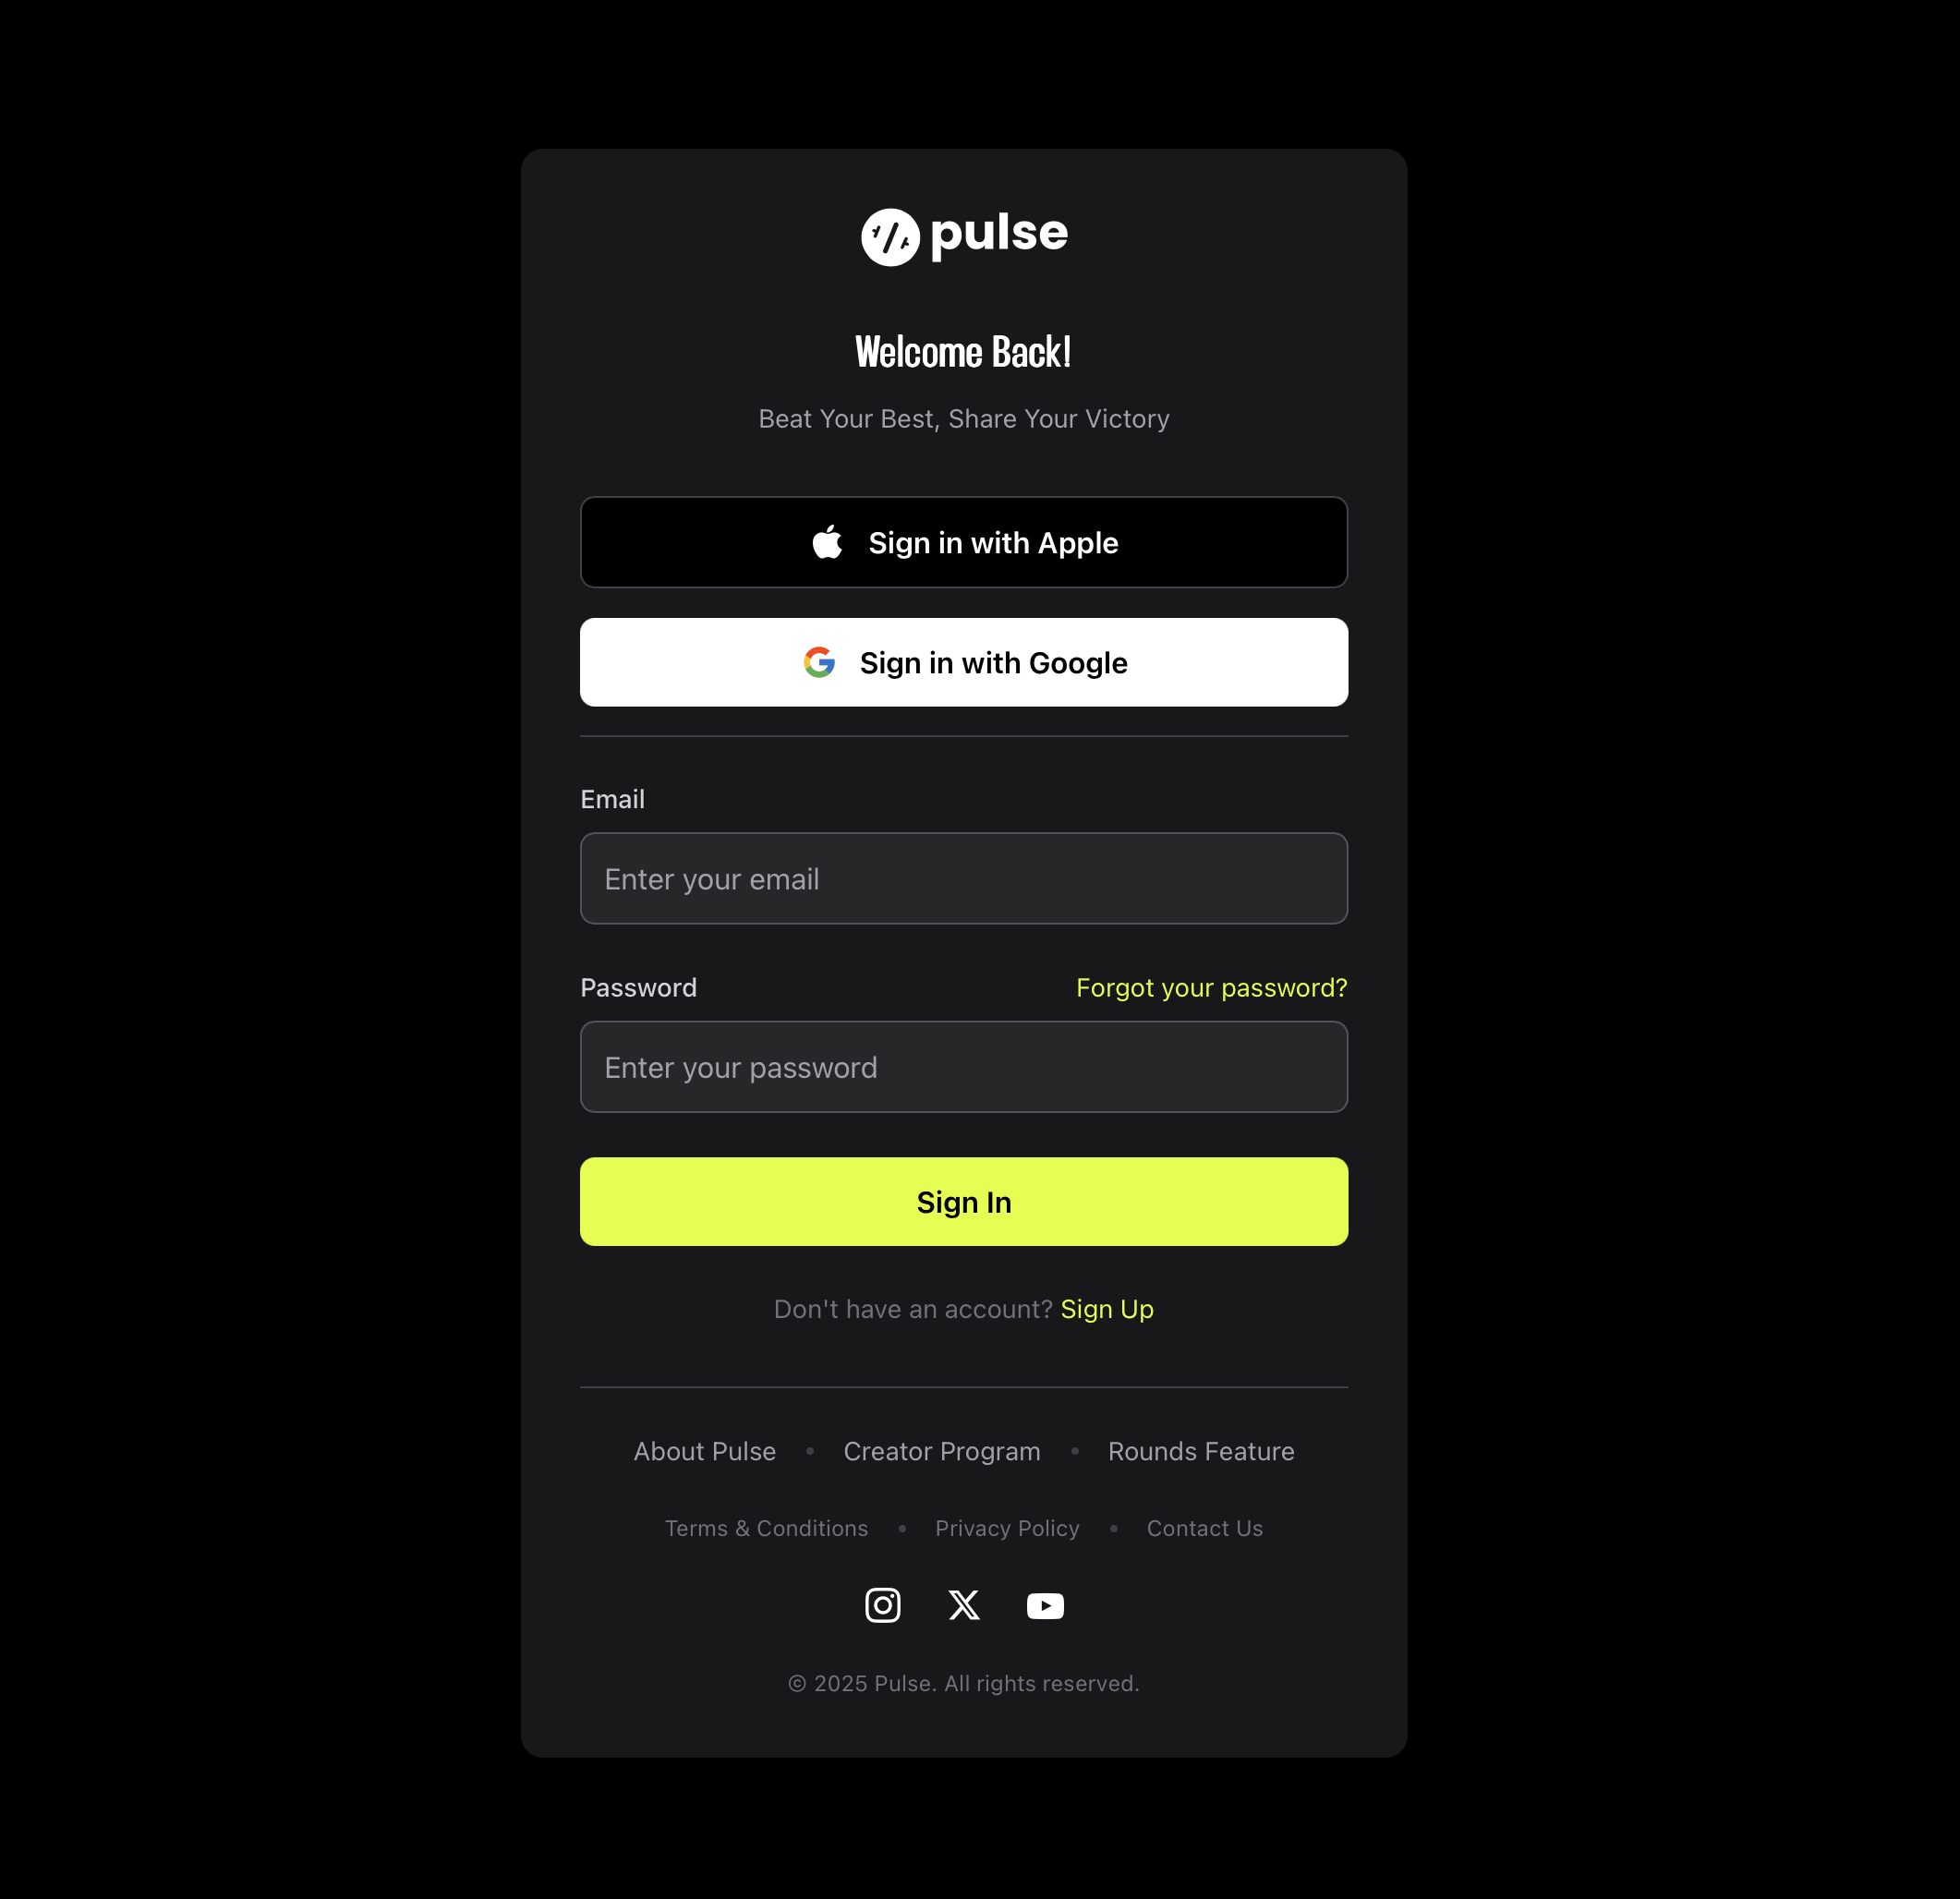 pulse
Welcome Back!
Beat Your Best, Share Your Victory
Sign in with Apple
Sign in with Google
Email
Enter your email
Password Forgot your password?
Enter your password
Sign In
Don't have an account? Sign Up
About Pulse • Creator Program • Rounds Feature
Terms & Conditions • Privacy Policy • Contact Us
© 2025 Pulse. All rights reserved.